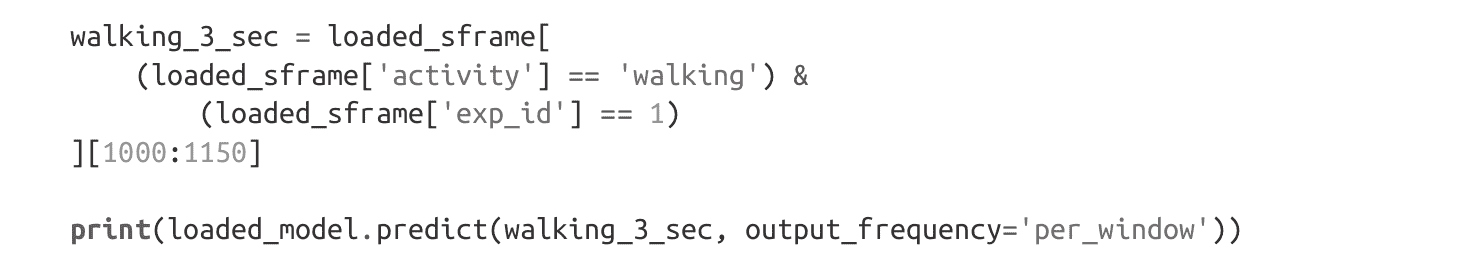 walking_3_sec = loaded_sframe[
    (loaded_sframe['activity'] == 'walking') &
        (loaded_sframe['exp_id'] == 1)
][1000:1150]
print(loaded_model.predict(walking_3_sec, output_frequency='per_window'))